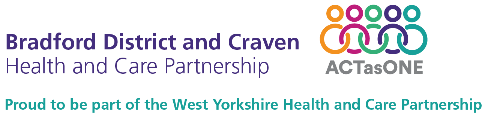 Bradford District and Craven
Health and Care Partnership
ACTasONE
Proud to be part of the West Yorkshire Health and Care Partnership